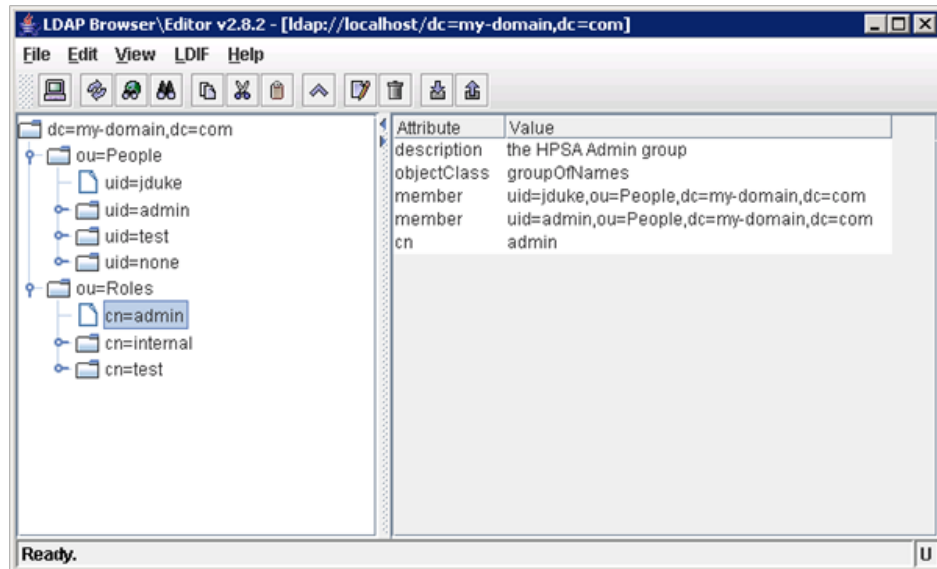 LDAP Browser\Editor v2.8.2 - [ldap://localhost/dc=my-domain,dc=com]
File Edit View LDIF Help
dc=my-domain,dc=com
ou=People
uid=jduke
uid=admin
uid=test
uid=none
ou=Roles
cn=admin
cn=internal
cn=test
Attribute Value
description the HPSA Admin group
objectClass groupOfNames
member uid=jduke,ou=People,dc=my-domain,dc=com
member uid=admin,ou=People,dc=my-domain,dc=com
cn admin
Ready. U